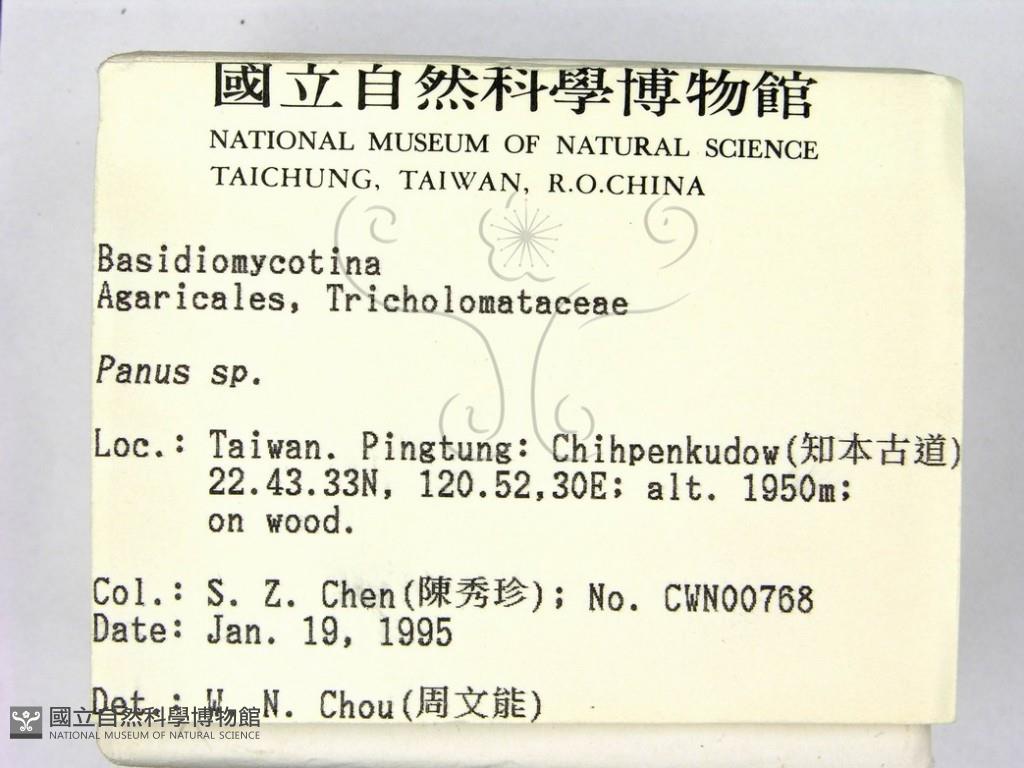 國立自然科學博物館
NATIONAL MUSEUM OF NATURAL SCIENCE
TAICHUNG, TAIWAN, R.O.CHINA
Basidiomycotina
Agaricales, Tricholomataceae
Panus sp.
Loc.: Taiwan. Pingtung: Chihpenkudow(知本古道)
22.43.33N, 120.52,30E; alt. 1950m;
on wood.
Col.: S. Z. Chen(陳秀珍); No. CWN00768
Date: Jan. 19, 1995
Det.: W. N. Chou(周文能)
國立自然科學博物館
NATIONAL MUSEUM OF NATURAL SCIENCE